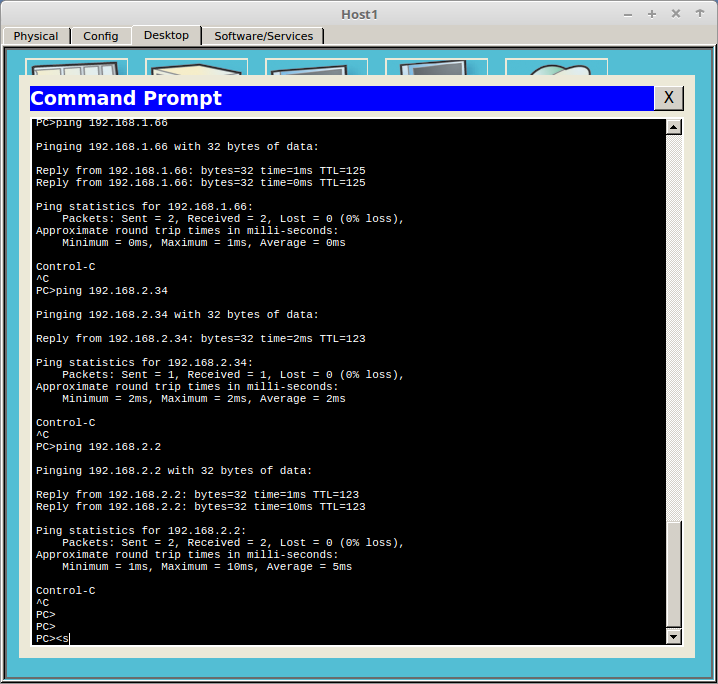 Host1
Physical Config Desktop Software/Services
Command Prompt X
PC>ping 192.168.1.66
Pinging 192.168.1.66 with 32 bytes of data:
Reply from 192.168.1.66: bytes=32 time=1ms TTL=125
Reply from 192.168.1.66: bytes=32 time=0ms TTL=125
Ping statistics for 192.168.1.66:
Packets: Sent = 2, Received = 2, Lost = 0 (0% loss),
Approximate round trip times in milli-seconds:
Minimum = 0ms, Maximum = 1ms, Average = 0ms
Control-C
^C
PC>ping 192.168.2.34
Pinging 192.168.2.34 with 32 bytes of data:
Reply from 192.168.2.34: bytes=32 time=2ms TTL=123
Ping statistics for 192.168.2.34:
Packets: Sent = 1, Received = 1, Lost = 0 (0% loss),
Approximate round trip times in milli-seconds:
Minimum = 2ms, Maximum = 2ms, Average = 2ms
Control-C
^C
PC>ping 192.168.2.2
Pinging 192.168.2.2 with 32 bytes of data:
Reply from 192.168.2.2: bytes=32 time=1ms TTL=123
Reply from 192.168.2.2: bytes=32 time=10ms TTL=123
Ping statistics for 192.168.2.2:
Packets: Sent = 2, Received = 2, Lost = 0 (0% loss),
Approximate round trip times in milli-seconds:
Minimum = 1ms, Maximum = 10ms, Average = 5ms
Control-C
^C
PC>
PC>
PC><s